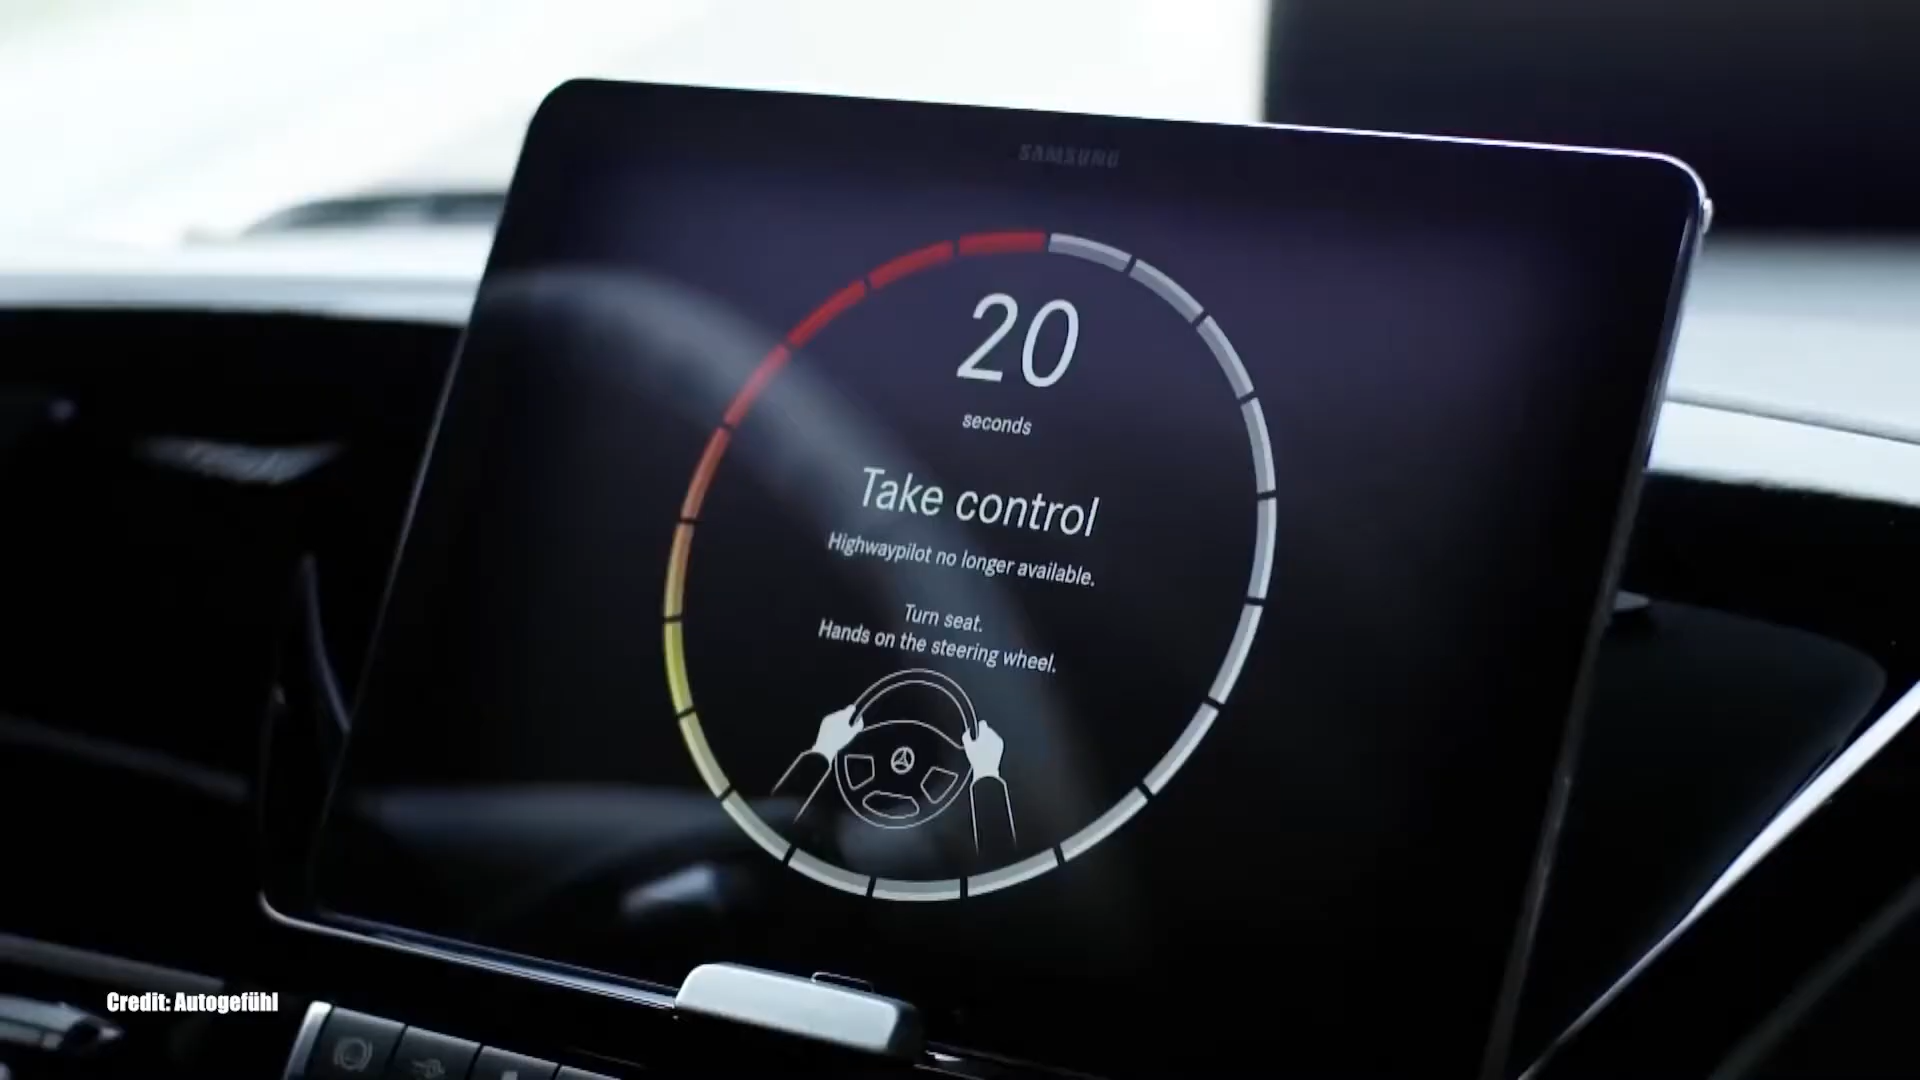 SAMSUNG
20
seconds
Take control
Highwaypilot no longer available.
Turn seat.
Hands on the steering wheel.
Credit: Autogefühl